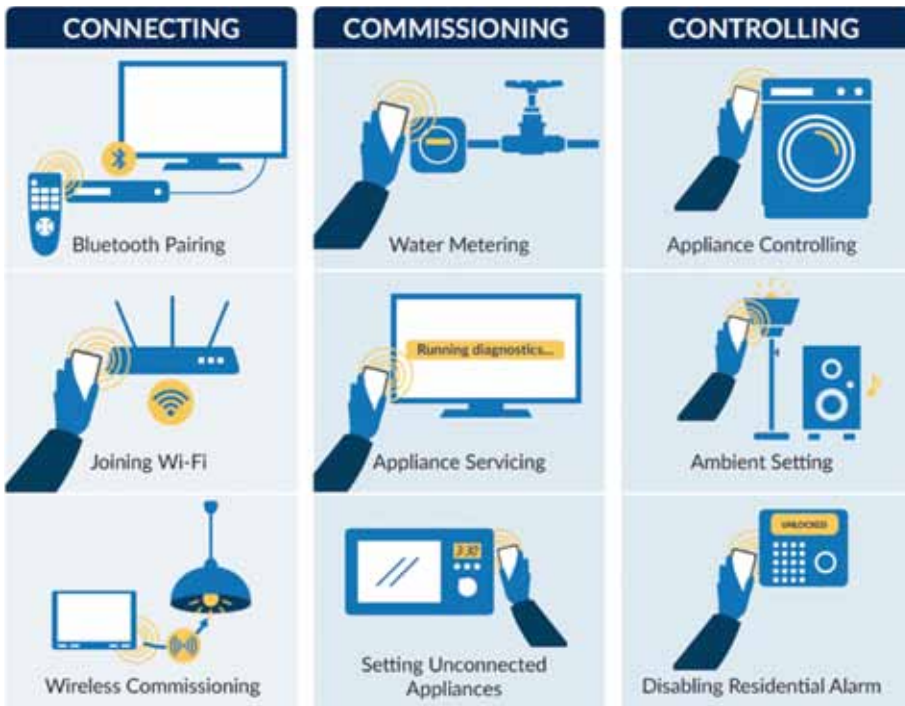 CONNECTING
COMMISSIONING
CONTROLLING
Bluetooth Pairing
Water Metering
Appliance Controlling
Running diagnostics...
Joining Wi-Fi
Appliance Servicing
Ambient Setting
3:30
UNLOCKED
Wireless Commissioning
Setting Unconnected
Appliances
Disabling Residential Alarm